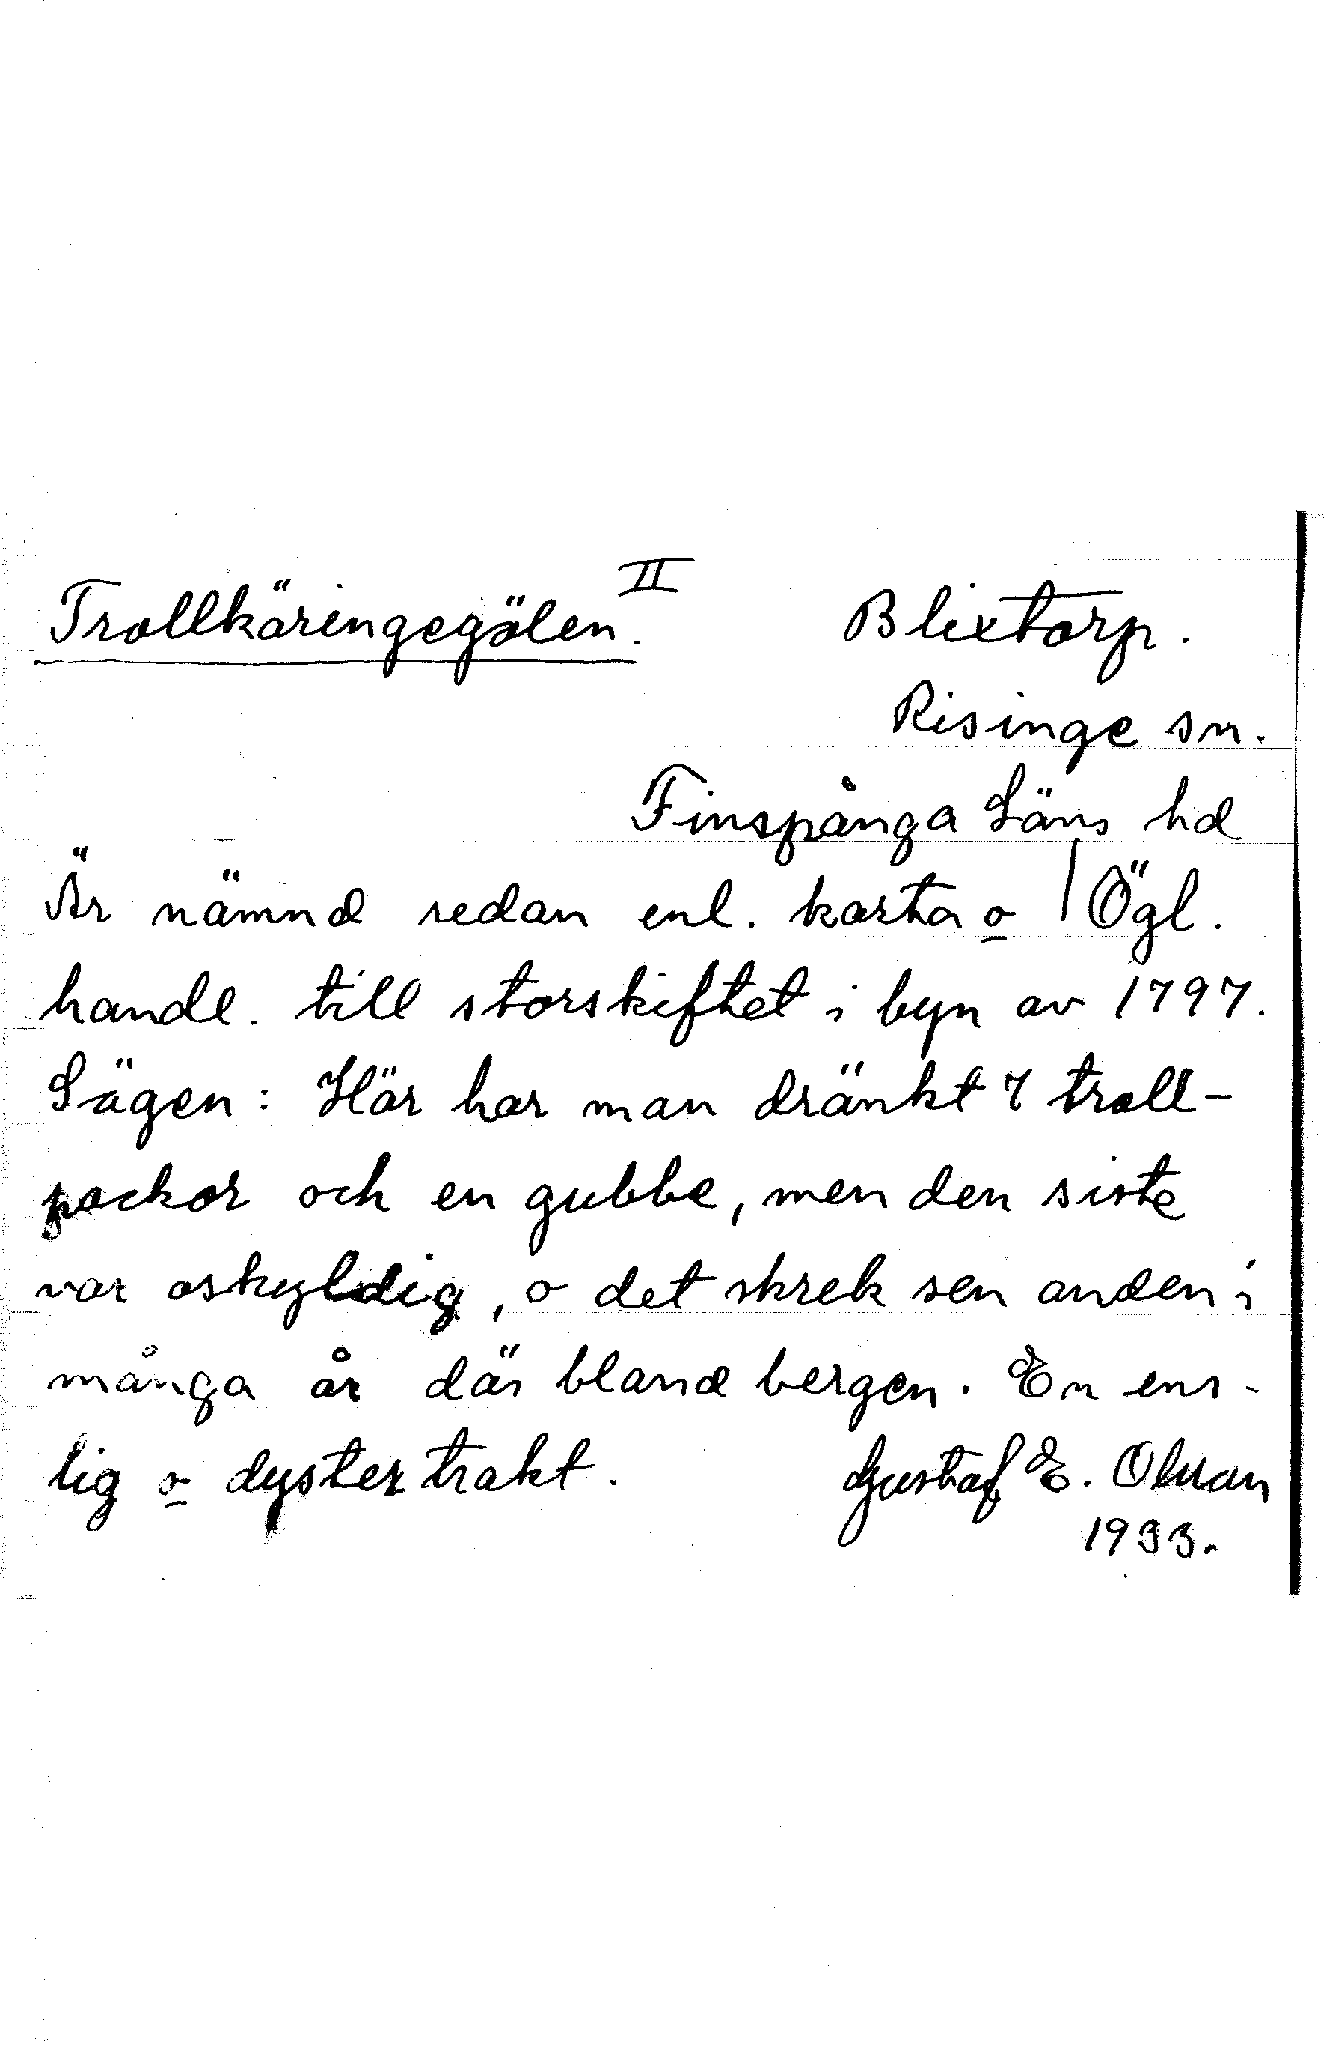 Trollkäringegölen. II Blixtorp.
Risinge sn.
Finspånga Läns hd
Är nämnd redan enl. karta o | Ögl.
handl. till storskiftet i byn av 1797.
Sägen: Här har man dränkt 7 troll-
packor och en gubbe, men den siste
var oskyldig, o det skrek sen anden i
många år där bland bergen. En ens-
lig o dyster trakt. Gustaf E. Olsson
1933.